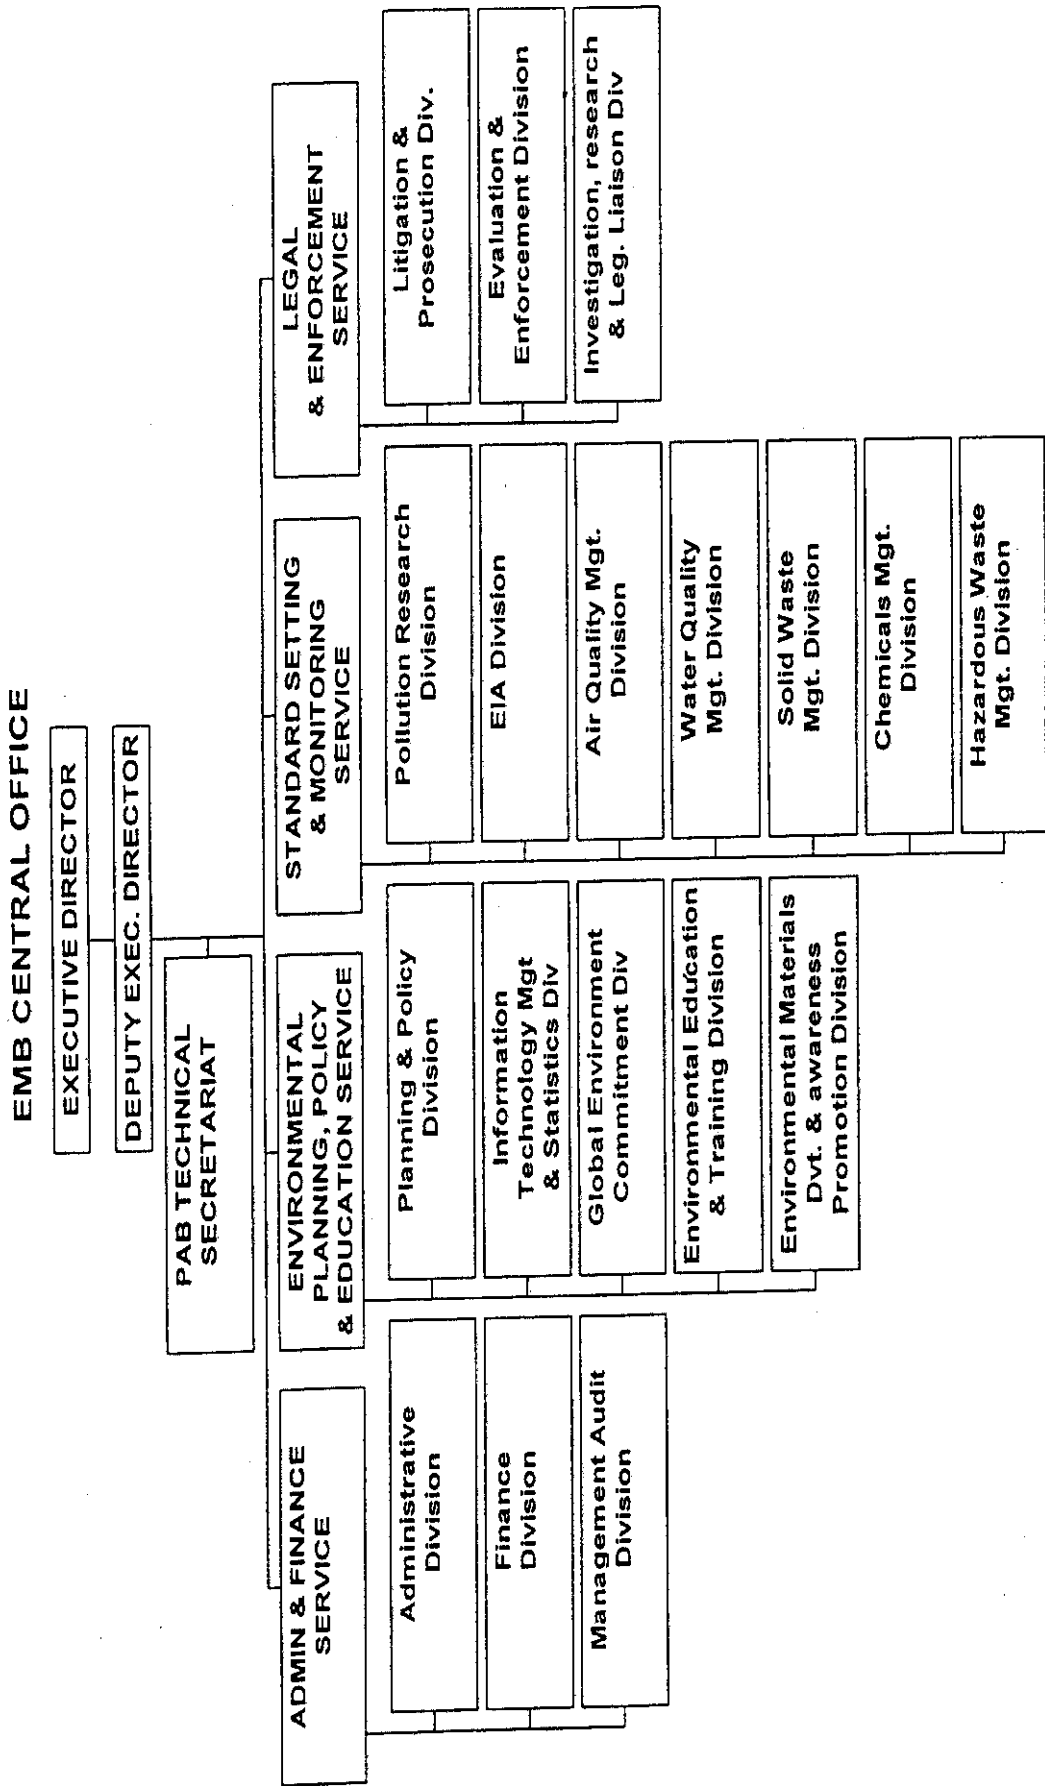 EMB CENTRAL OFFICE
EXECUTIVE DIRECTOR
DEPUTY EXEC. DIRECTOR
PAB TECHNICAL
SECRETARIAT
ADMIN & FINANCE
SERVICE
Administrative
Division
Finance
Division
Management Audit
Division
ENVIRONMENTAL
PLANNING, POLICY
& EDUCATION SERVICE
Planning & Policy
Division
Information
Technology Mgt
& Statistics Div
Global Environment
Commitment Div
Environmental Education
& Training Division
Environmental Materials
Dvt. & awareness
Promotion Division
STANDARD SETTING
& MONITORING
SERVICE
Pollution Research
Division
EIA Division
Air Quality Mgt.
Division
Water Quality
Mgt. Division
Solid Waste
Mgt. Division
Chemicals Mgt.
Division
Hazardous Waste
Mgt. Division
LEGAL
& ENFORCEMENT
SERVICE
Litigation &
Prosecution Div.
Evaluation &
Enforcement Division
Investigation, research
& Leg. Liaison Div